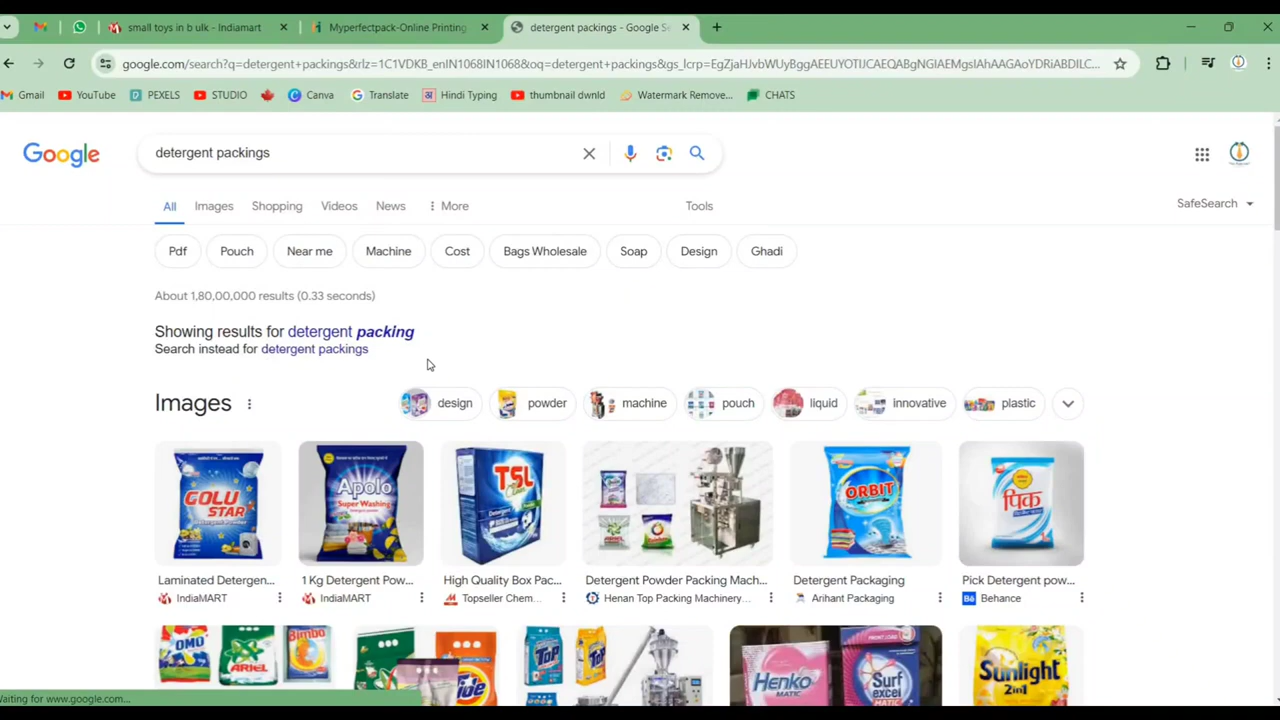 small toys in b ulk - Indiamart
Myperfectpack-Online Printing
detergent packings - Google Se
google.com/search?q=detergent+packings&rlz=1C1VDKB_enIN1068IN1068&oq=detergent+packings&gs_lcrp=EgZjaHJvbWUyBggAEEUYOTIJCAEQABgNGIAEMgsIAhAAGAoYDRiABDILC...
Gmail YouTube PEXELS STUDIO Canva Translate Hindi Typing thumbnail dwnld Watermark Remove... CHATS
Google
detergent packings
All Images Shopping Videos News More Tools
SafeSearch
Pdf Pouch Near me Machine Cost Bags Wholesale Soap Design Ghadi
About 1,80,00,000 results (0.33 seconds)
Showing results for detergent packing
Search instead for detergent packings
Images
design powder machine pouch liquid innovative plastic
GOLU STAR
Apolo
Super Washing
TSL
Clean
ORBIT
पिक
Laminated Detergen... 1 Kg Detergent Pow... High Quality Box Pac... Detergent Powder Packing Mach... Detergent Packaging Pick Detergent pow...
IndiaMART IndiaMART Topseller Chem... Henan Top Packing Machinery... Arihant Packaging Behance
OMO
ARIEL
Bimbo
Tide
TOP
Henko
MATIC
FRONT LOAD
Surf excel
MATIC
Sunlight
2in1
Waiting for www.google.com...